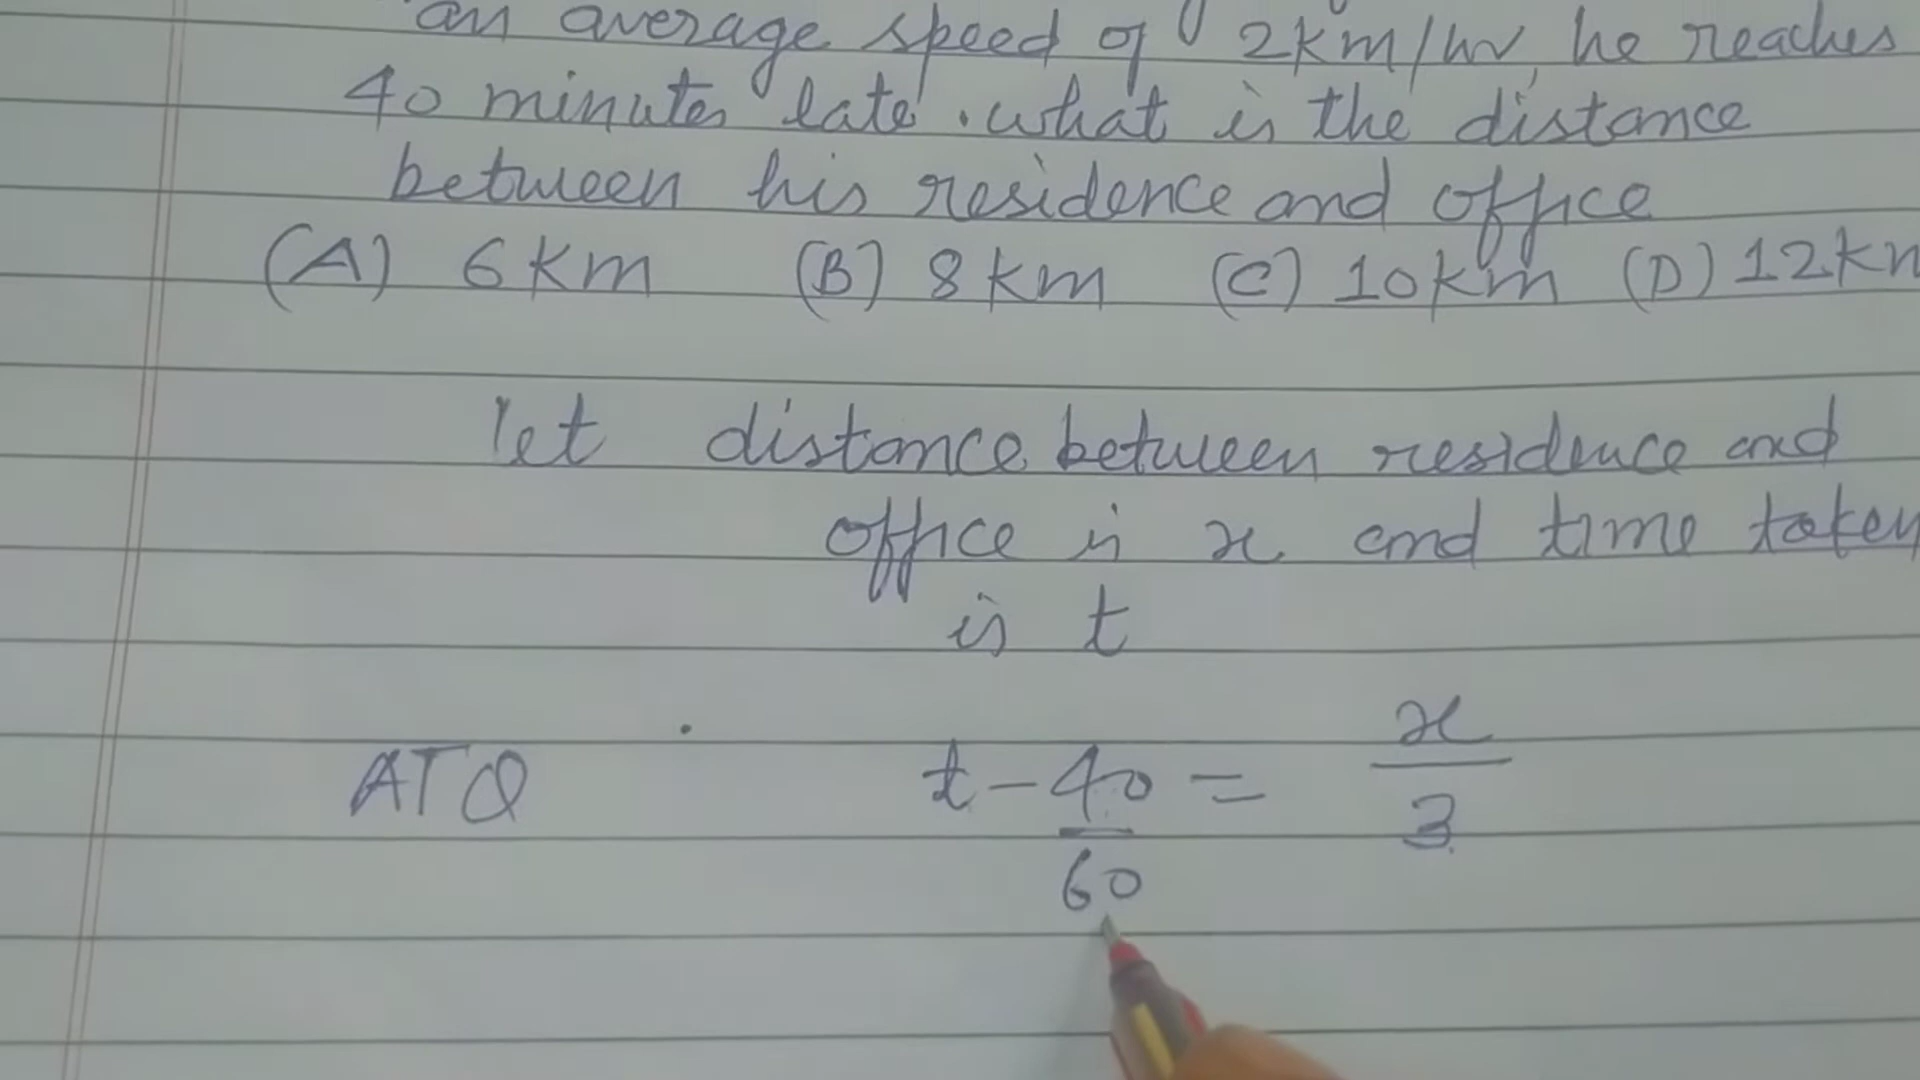 an average speed of 2km/hr, he reaches
40 minutes late. what is the distance
between his residence and office
(A) 6km (B) 8km (C) 10km (D) 12km
let distance between residence and
office is x and time taken
is t
ATQ t - 40/60 = x/3